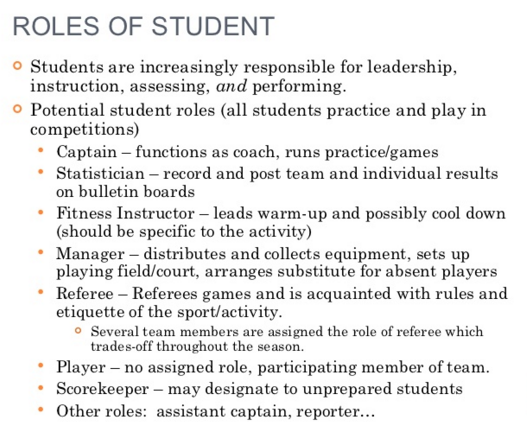 ROLES OF STUDENT
Students are increasingly responsible for leadership,
instruction, assessing, and performing.
Potential student roles (all students practice and play in
competitions)
Captain – functions as coach, runs practice/games
Statistician – record and post team and individual results
on bulletin boards
Fitness Instructor – leads warm-up and possibly cool down
(should be specific to the activity)
Manager – distributes and collects equipment, sets up
playing field/court, arranges substitute for absent players
Referee – Referees games and is acquainted with rules and
etiquette of the sport/activity.
Several team members are assigned the role of referee which
trades-off throughout the season.
Player – no assigned role, participating member of team.
Scorekeeper – may designate to unprepared students
Other roles: assistant captain, reporter…